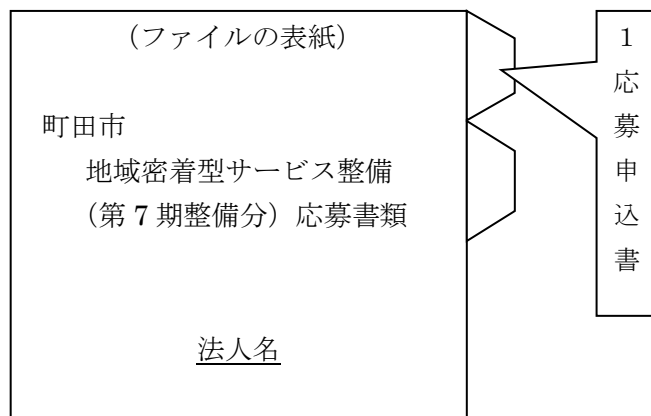 (ファイルの表紙)
町田市
地域密着型サービス整備
(第 7 期整備分) 応募書類
法人名
1応募申込書